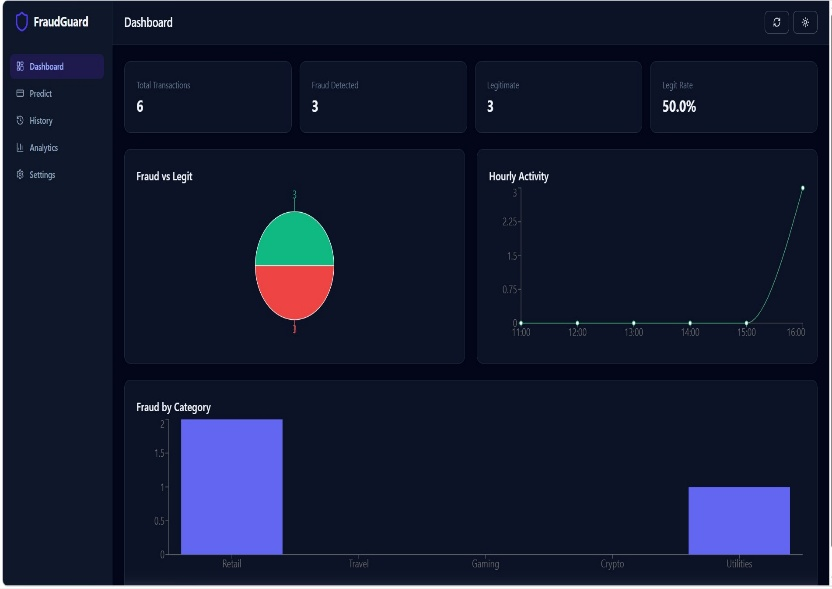 FraudGuard
Dashboard
Dashboard
Predict
History
Analytics
Settings
Total Transactions
6
Fraud Detected
3
Legitimate
3
Legit Rate
50.0%
Fraud vs Legit
3
3
Hourly Activity
3
2.25
1.5
0.75
0
11:00 12:00 13:00 14:00 15:00 16:00
Fraud by Category
2
1.5
1
0.5
0
Retail Travel Gaming Crypto Utilities